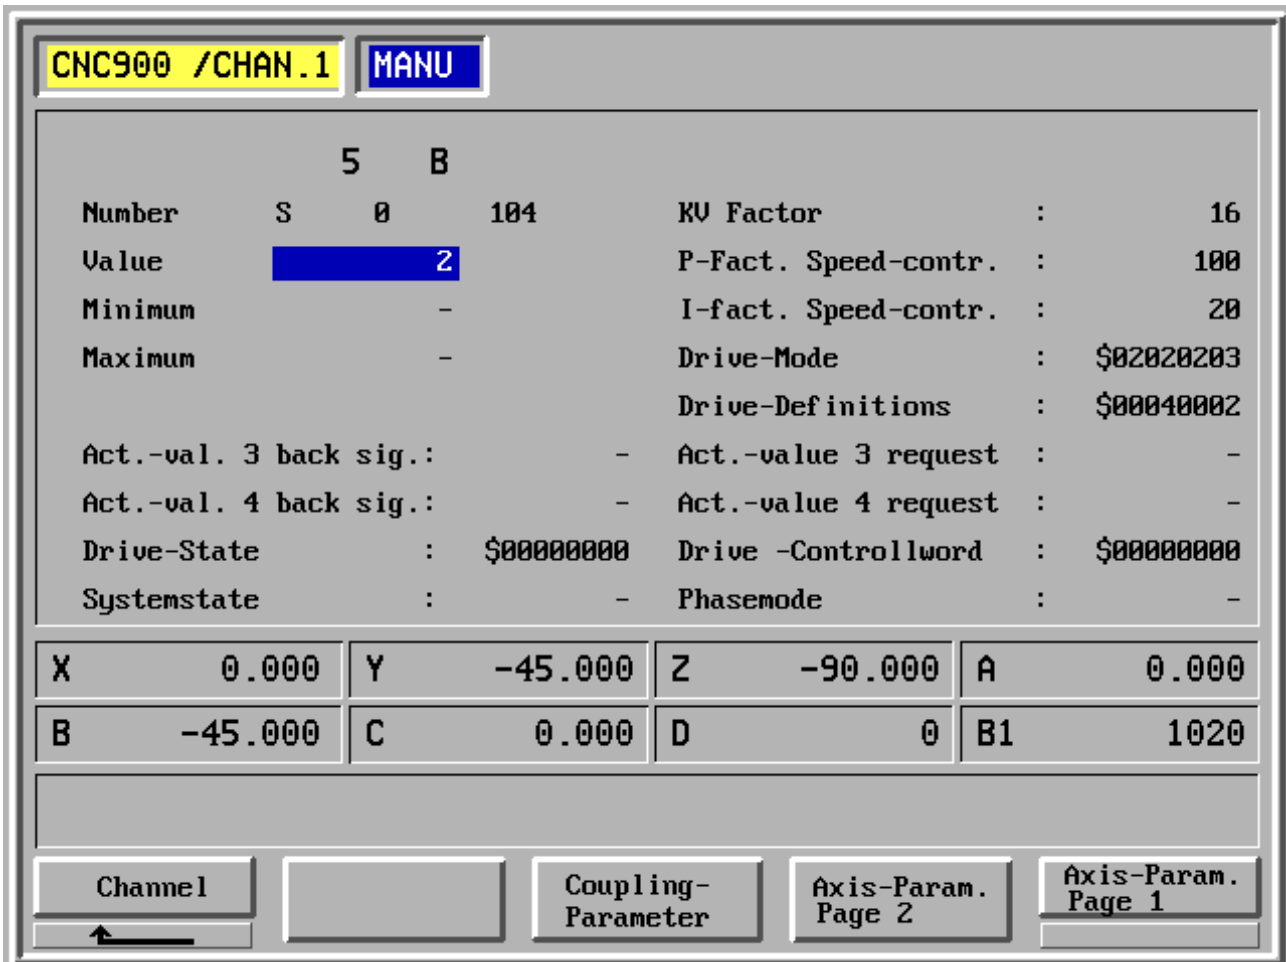 CNC900 /CHAN.1 MANU
5 B
Number S 0 104 KV Factor : 16
Value 2 P-Fact. Speed-contr. : 100
Minimum - I-fact. Speed-contr. : 20
Maximum - Drive-Mode : $02020203
Drive-Definitions : $00040002
Act.-val. 3 back sig.: - Act.-value 3 request : -
Act.-val. 4 back sig.: - Act.-value 4 request : -
Drive-State : $00000000 Drive -Controllword : $00000000
Systemstate : - Phasemode : -
X 0.000 Y -45.000 Z -90.000 A 0.000
B -45.000 C 0.000 D 0 B1 1020
Channel Coupling- Axis-Param. Axis-Param.
Parameter Page 2 Page 1